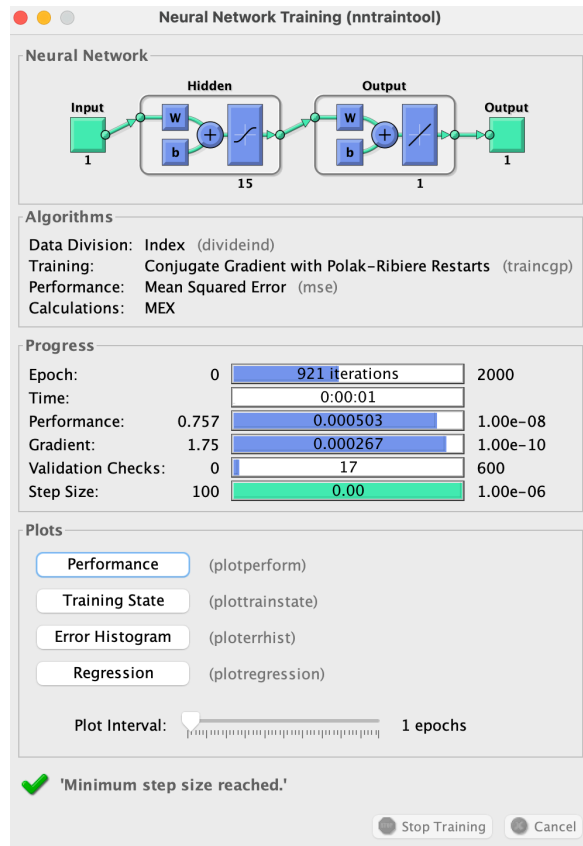 Neural Network Training (nntraintool)
Neural Network
Hidden
Output
Input
W
b
+
W
b
+
Output
1
15
1
1
Algorithms
Data Division: Index (divideind)
Training: Conjugate Gradient with Polak-Ribiere Restarts (traincgp)
Performance: Mean Squared Error (mse)
Calculations: MEX
Progress
Epoch: 0 921 iterations 2000
Time: 0:00:01
Performance: 0.757 0.000503 1.00e-08
Gradient: 1.75 0.000267 1.00e-10
Validation Checks: 0 17 600
Step Size: 100 0.00 1.00e-06
Plots
Performance (plotperform)
Training State (plottrainstate)
Error Histogram (ploterrhist)
Regression (plotregression)
Plot Interval: 1 epochs
'Minimum step size reached.'
Stop Training Cancel